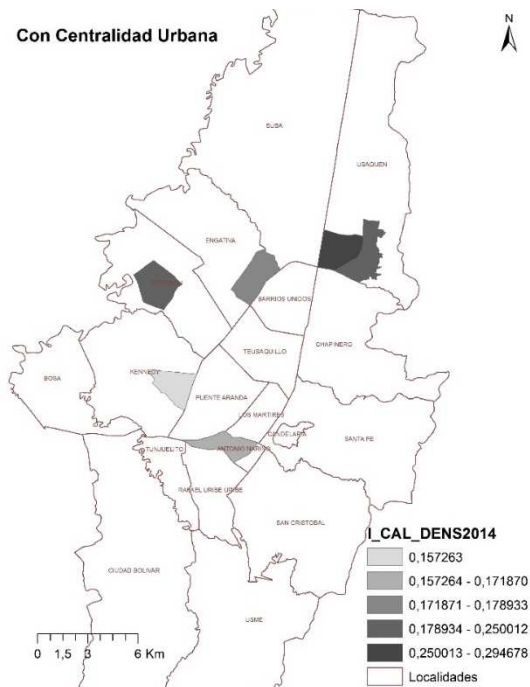 Con Centralidad Urbana
N
SUBA
USAQUÉN
ENGATIVA
BARRIOS UNIDOS
TEUSAQUILLO
CHAPINERO
KENNEDY
BOSA
PUENTE ARANDA
LOS MARTIRES
CANDELARIA
SANTA FE
TUNJUELITO
ANTONIO NARIÑO
RAFAEL URIBE URIBE
SAN CRISTOBAL
CIUDAD BOLIVAR
USME
I_CAL_DENS2014
0,157263
0,157264 - 0,171870
0,171871 - 0,178933
0,178934 - 0,250012
0,250013 - 0,294678
Localidades
0 1,5 3 6 Km